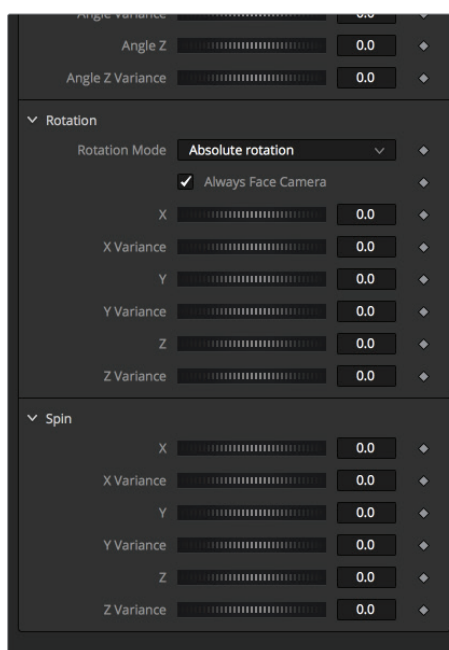 Angle Variance
Angle Z 0.0
Angle Z Variance 0.0
Rotation
Rotation Mode Absolute rotation
Always Face Camera
X 0.0
X Variance 0.0
Y 0.0
Y Variance 0.0
Z 0.0
Z Variance 0.0
Spin
X 0.0
X Variance 0.0
Y 0.0
Y Variance 0.0
Z 0.0
Z Variance 0.0